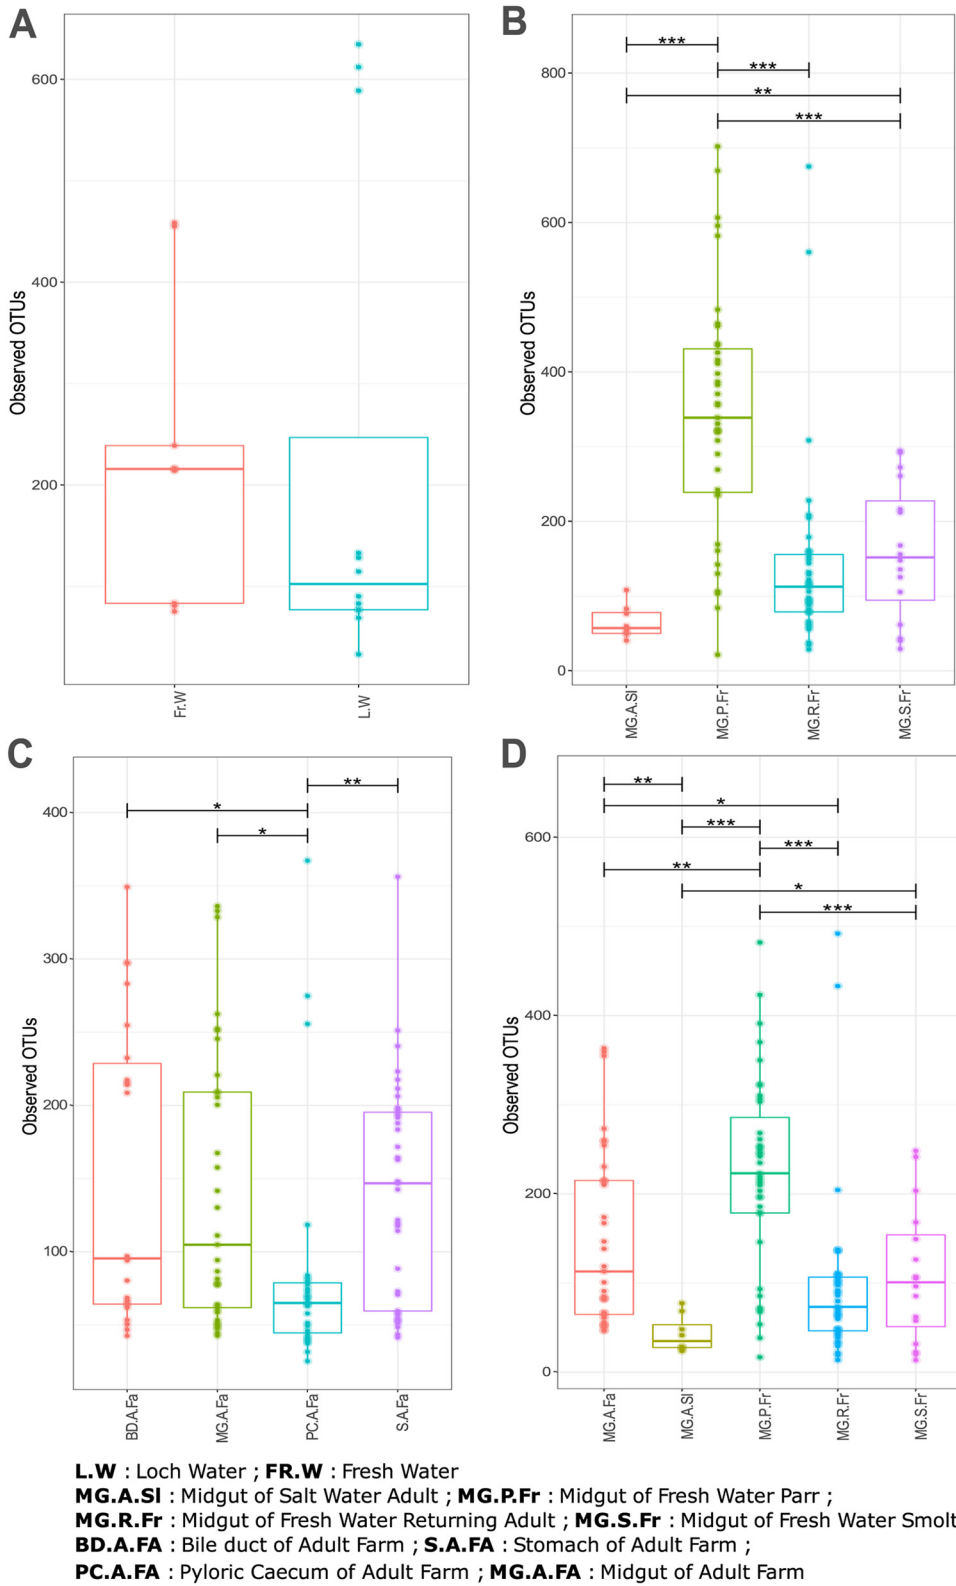 A
Observed OTUs
600
400
200
Fr.W
L.W
B
Observed OTUs
800
600
400
200
0
***
***
**
***
MG.A.Sl
MG.P.Fr
MG.R.Fr
MG.S.Fr
C
Observed OTUs
400
300
200
100
**
*
*
BD.A.Fa
MG.A.Fa
PC.A.Fa
S.A.Fa
D
Observed OTUs
600
400
200
0
**
*
***
***
**
*
***
MG.A.Fa
MG.A.Sl
MG.P.Fr
MG.R.Fr
MG.S.Fr
L.W : Loch Water ; FR.W : Fresh Water
MG.A.Sl : Midgut of Salt Water Adult ; MG.P.Fr : Midgut of Fresh Water Parr ;
MG.R.Fr : Midgut of Fresh Water Returning Adult ; MG.S.Fr : Midgut of Fresh Water Smolt
BD.A.FA : Bile duct of Adult Farm ; S.A.FA : Stomach of Adult Farm ;
PC.A.FA : Pyloric Caecum of Adult Farm ; MG.A.FA : Midgut of Adult Farm